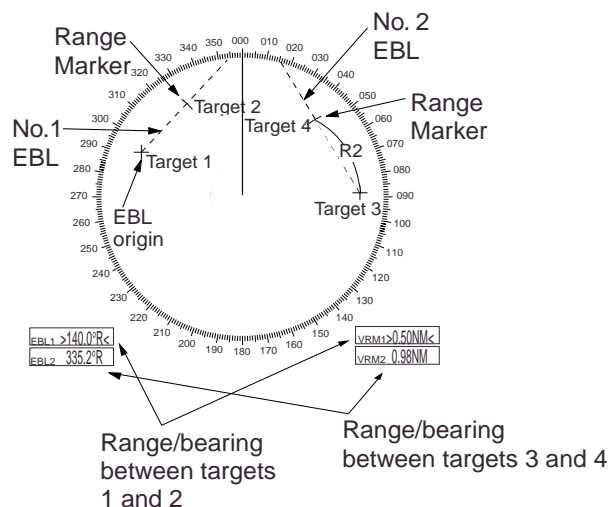 Range
Marker
No. 2
EBL
000
010
020
030
040
050
060
070
080
090
100
110
120
130
140
150
160
170
180
190
200
210
220
230
240
250
260
270
280
290
300
310
320
330
340
350
Target 2
Target 4
Range
Marker
No.1
EBL
Target 1
R2
EBL
origin
Target 3
EBL1 >140.0°R<
EBL2 335.2°R
VRM1>0.50NM<
VRM2 0.98NM
Range/bearing
between targets
1 and 2
Range/bearing
between targets 3 and 4